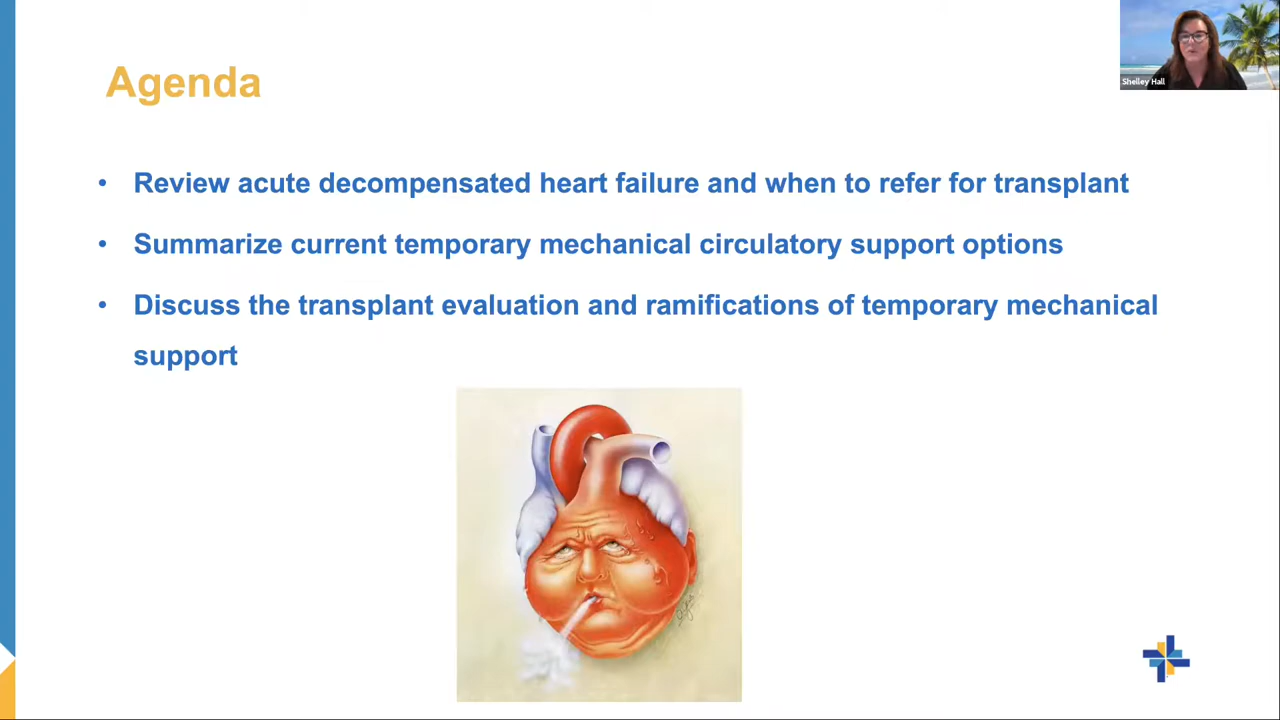 Agenda
Shelley Hall
• Review acute decompensated heart failure and when to refer for transplant
• Summarize current temporary mechanical circulatory support options
• Discuss the transplant evaluation and ramifications of temporary mechanical
support